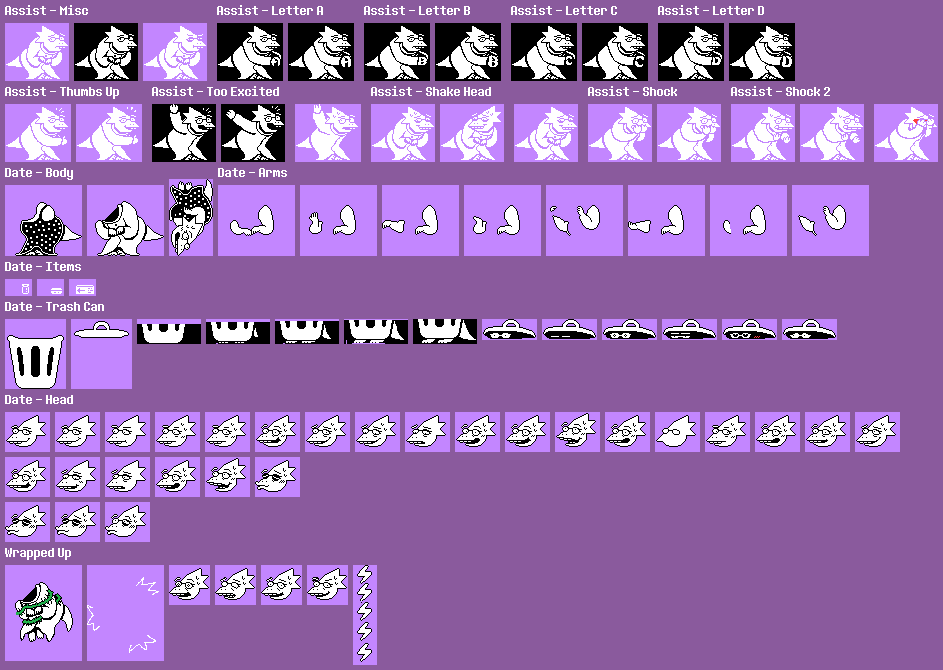 Assist - Misc
Assist - Letter A
Assist - Letter B
Assist - Letter C
Assist - Letter D
A
A
B
B
C
C
D
D
Assist - Thumbs Up
Assist - Too Excited
Assist - Shake Head
Assist - Shock
Assist - Shock 2
Date - Body
Date - Arms
Date - Items
Date - Trash Can
Date - Head
Wrapped Up